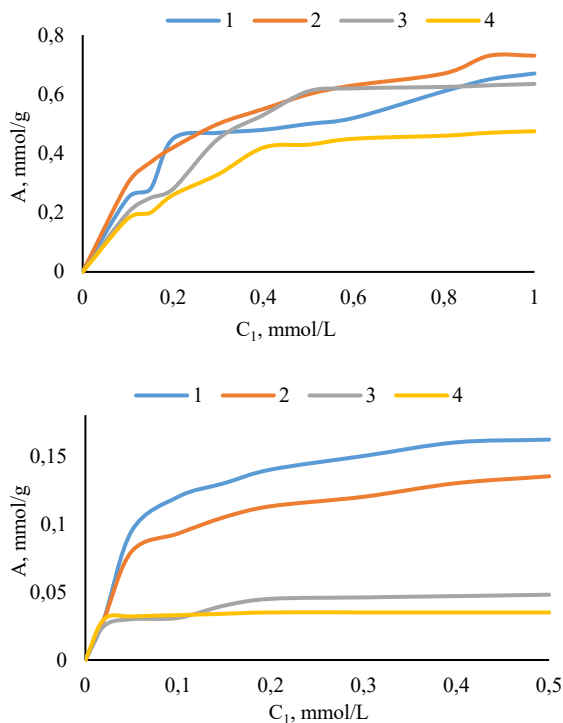 1 2 3 4
0,8
0,6
0,4
0,2
0
A, mmol/g
0 0,2 0,4 0,6 0,8 1
C₁, mmol/L
1 2 3 4
0,15
0,1
0,05
0
A, mmol/g
0 0,1 0,2 0,3 0,4 0,5
C₁, mmol/L